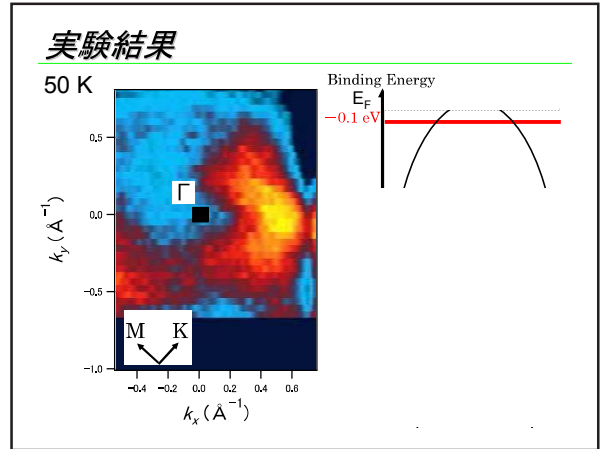 実験結果
50 K
Binding Energy
E_F
−0.1 eV
Γ
M K
0.5
0.0
−0.5
−1.0
k_y (Å⁻¹)
−0.4 −0.2 0.0 0.2 0.4 0.6
k_x (Å⁻¹)